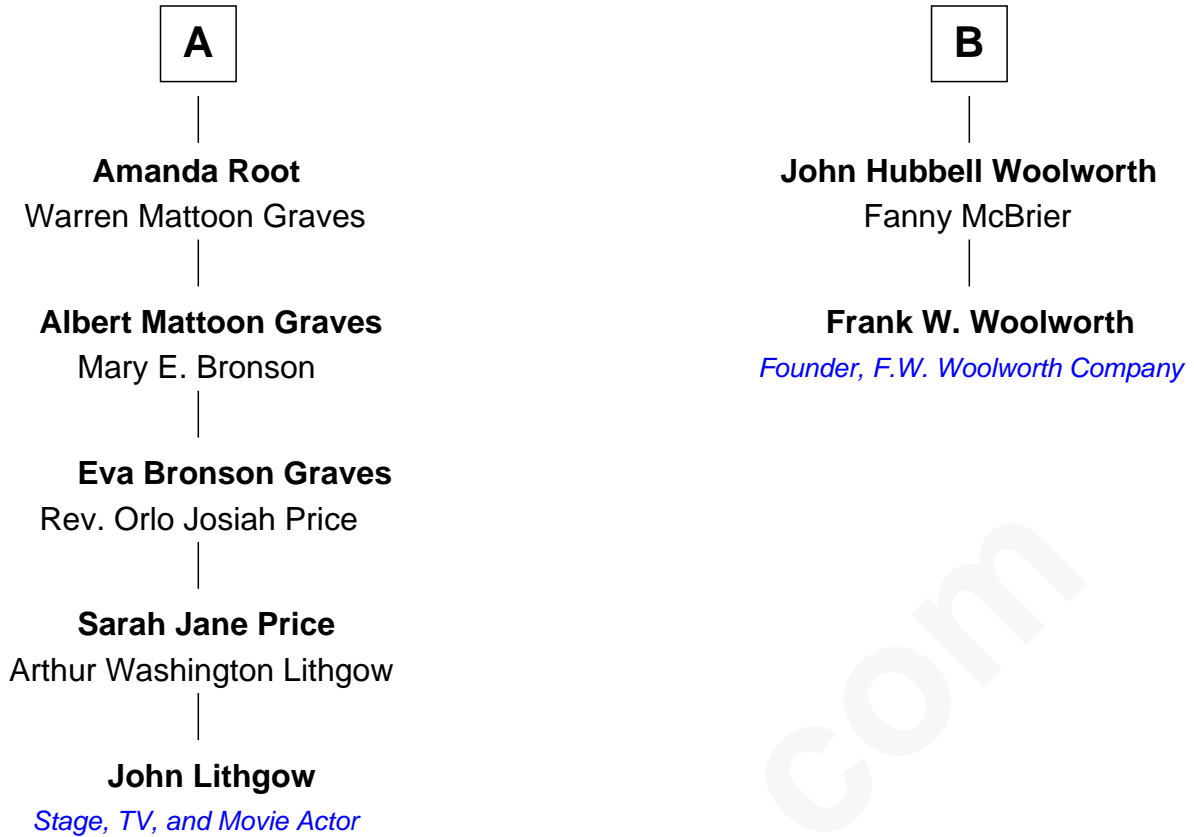 A
Amanda Root
Warren Mattoon Graves
Albert Mattoon Graves
Mary E. Bronson
Eva Bronson Graves
Rev. Orlo Josiah Price
Sarah Jane Price
Arthur Washington Lithgow
John Lithgow
Stage, TV, and Movie Actor
B
John Hubbell Woolworth
Fanny McBrier
Frank W. Woolworth
Founder, F.W. Woolworth Company
com